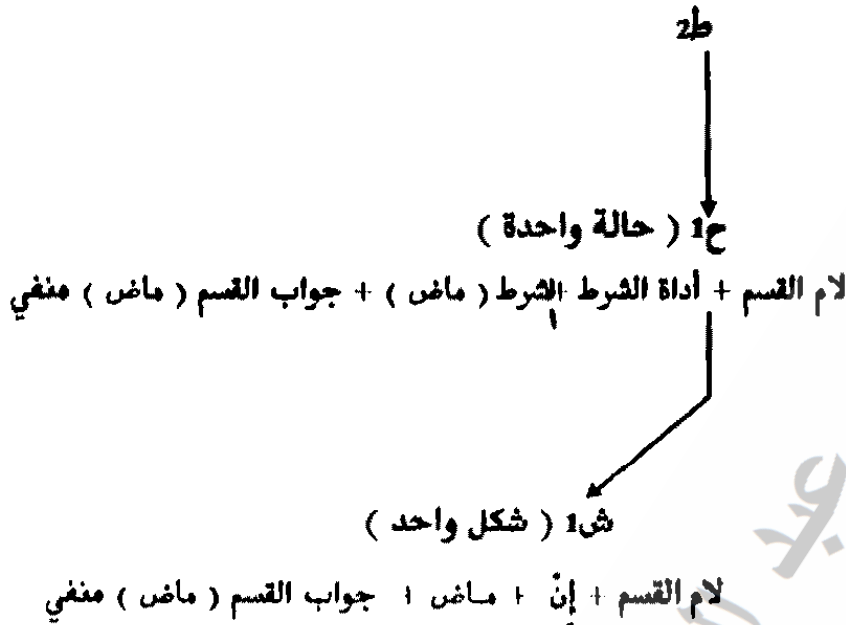 ط2
ح1 ( حالة واحدة )
لام القسم + أداة الشرط + الشرط ( ماض ) + جواب القسم ( ماض ) منفي
ش1 ( شكل واحد )
لام القسم + إنّ + ماض + جواب القسم ( ماض ) منفي